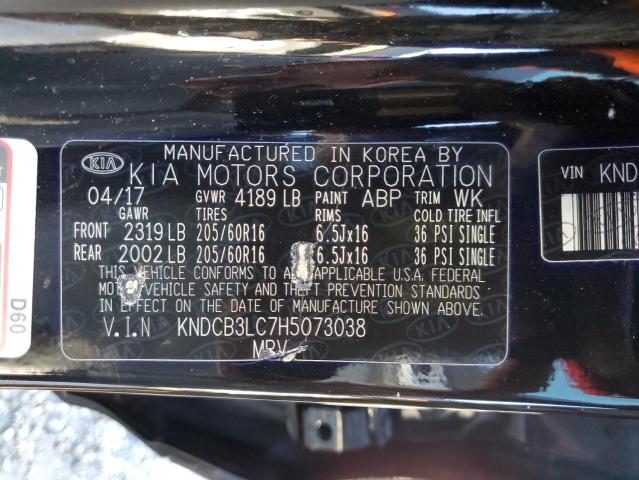 MANUFACTURED IN KOREA BY
KIA KIA MOTORS CORPORATION
04/17 GVWR 4189 LB PAINT ABP TRIM WK
GAWR TIRES RIMS COLD TIRE INFL
FRONT 2319 LB 205/60R16 6.5Jx16 36 PSI SINGLE
REAR 2002 LB 205/60R16 6.5Jx16 36 PSI SINGLE
THIS VEHICLE CONFORMS TO ALL APPLICABLE U.S.A. FEDERAL
MOTOR VEHICLE SAFETY AND THEFT PREVENTION STANDARDS
IN EFFECT ON THE DATE OF MANUFACTURE SHOWN ABOVE.
V.I.N KNDCB3LC7H5073038
MPV
VIN KND
D60